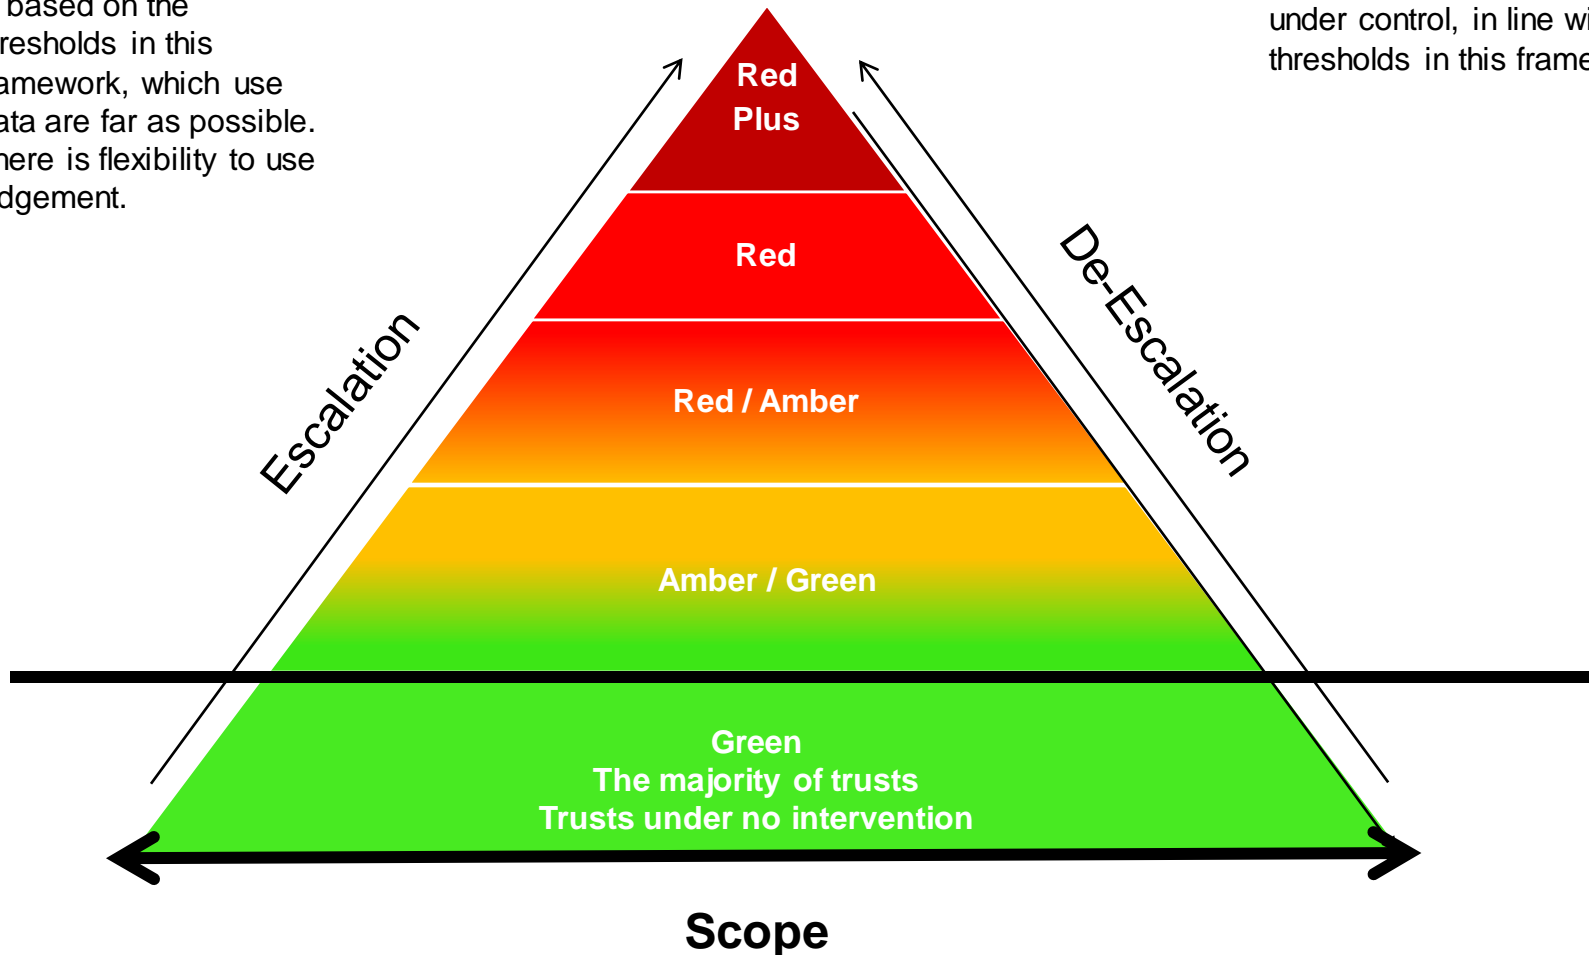 based on the
resholds in this
amework, which use
ata are far as possible.
here is flexibility to use
dgement.
under control, in line wi
thresholds in this frame
Red
Plus
Red
Red / Amber
Amber / Green
Green
The majority of trusts
Trusts under no intervention
Escalation
De-Escalation
Scope